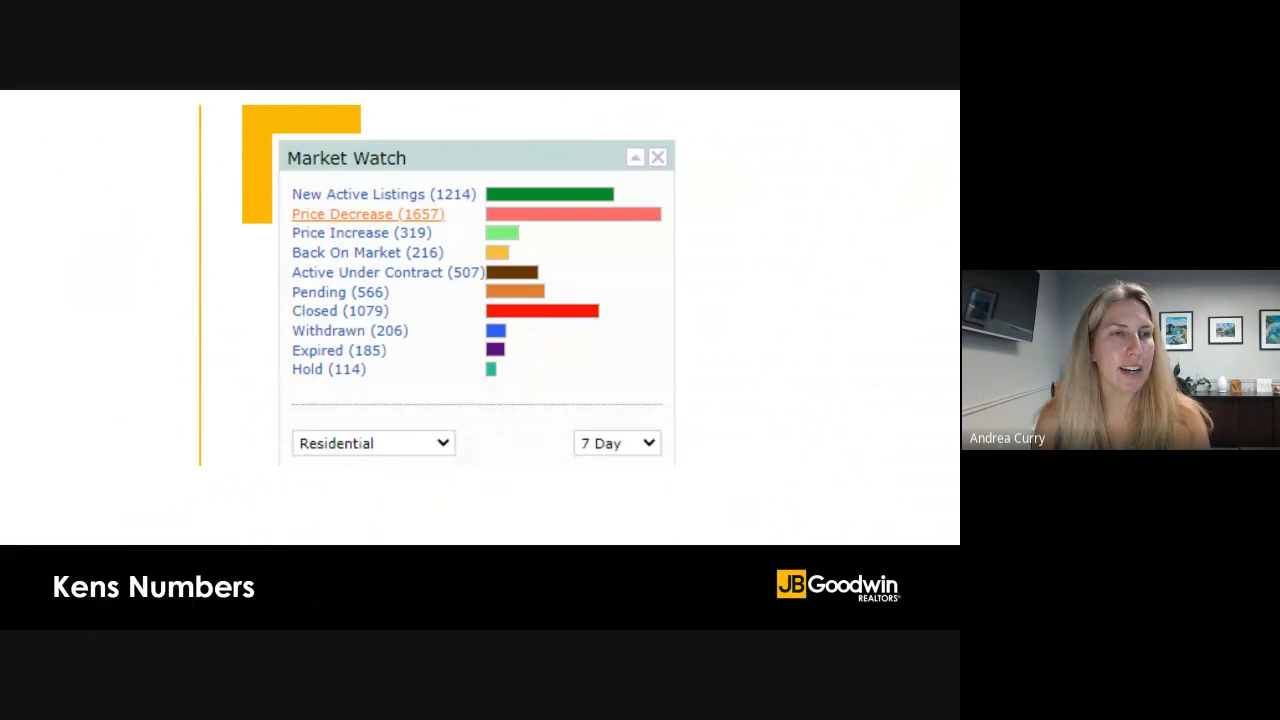 Market Watch
New Active Listings (1214)
Price Decrease (1657)
Price Increase (319)
Back On Market (216)
Active Under Contract (507)
Pending (566)
Closed (1079)
Withdrawn (206)
Expired (185)
Hold (114)
Residential 7 Day
Kens Numbers
JBGoodwin
REALTORS®
Andrea Curry